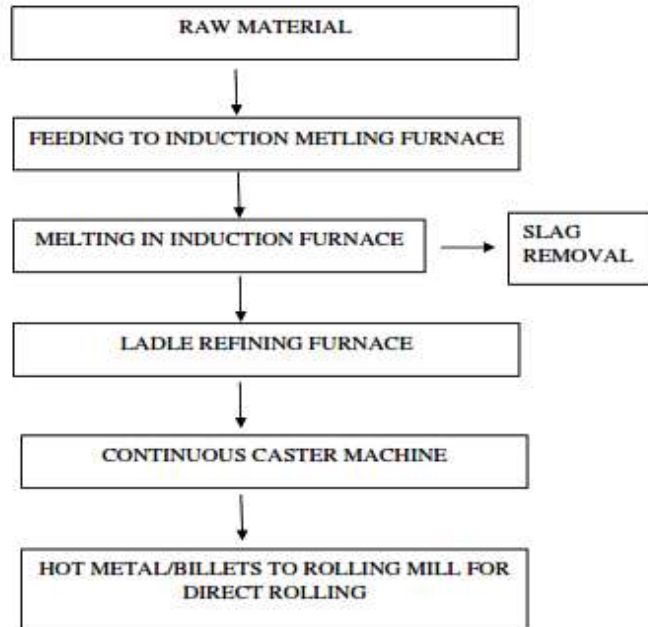 RAW MATERIAL
FEEDING TO INDUCTION METLING FURNACE
MELTING IN INDUCTION FURNACE
SLAG
REMOVAL
LADLE REFINING FURNACE
CONTINUOUS CASTER MACHINE
HOT METAL/BILLETS TO ROLLING MILL FOR
DIRECT ROLLING